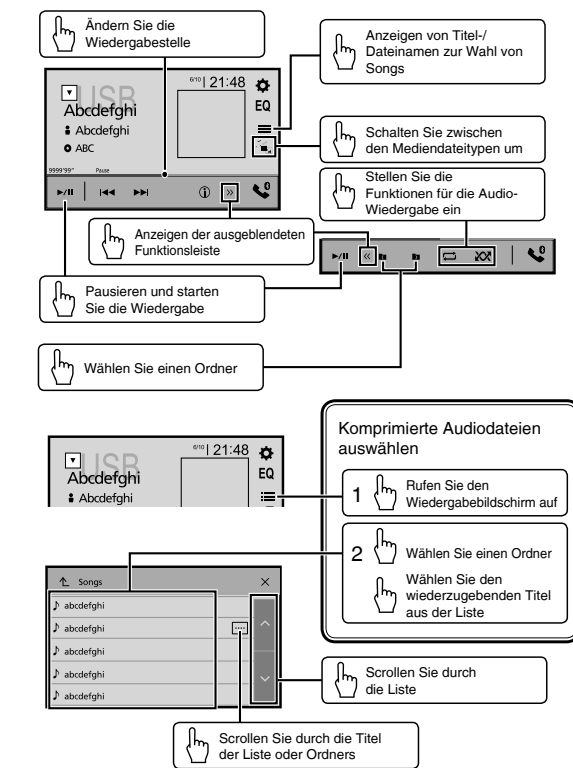 Ändern Sie die
Wiedergabestelle
Anzeigen von Titel-/
Dateinamen zur Wahl von
Songs
USB
6/10 | 21:48
Abcdefghi
Abcdefghi
ABC
EQ
9999'99"
Pause
Schalten Sie zwischen
den Mediendateitypen um
Stellen Sie die
Funktionen für die Audio-
Wiedergabe ein
Anzeigen der ausgeblendeten
Funktionsleiste
Pausieren und starten
Sie die Wiedergabe
Wählen Sie einen Ordner
USB
6/10 | 21:48
Abcdefghi
Abcdefghi
EQ
Komprimierte Audiodateien
auswählen
1 Rufen Sie den
Wiedergabebildschirm auf
2 Wählen Sie einen Ordner
Wählen Sie den
wiederzugebenden Titel
aus der Liste
Songs
abcdefghi
abcdefghi
abcdefghi
abcdefghi
abcdefghi
Scrollen Sie durch
die Liste
Scrollen Sie durch die Titel
der Liste oder Ordners